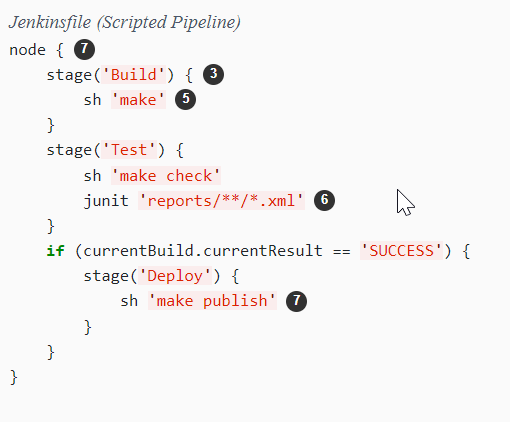 Jenkinsfile (Scripted Pipeline)
node { 7
    stage('Build') { 3
        sh 'make' 5
    }
    stage('Test') {
        sh 'make check'
        junit 'reports/**/*.xml' 6
    }
    if (currentBuild.currentResult == 'SUCCESS') {
        stage('Deploy') {
            sh 'make publish' 7
        }
    }
}